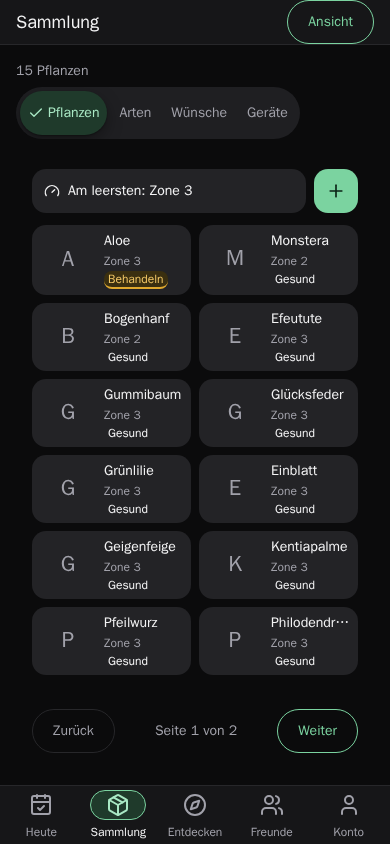 Sammlung
Ansicht
15 Pflanzen
Pflanzen Arten Wünsche Geräte
Am leersten: Zone 3
A
Aloe
Zone 3
Behandeln
M
Monstera
Zone 2
Gesund
B
Bogenhanf
Zone 2
Gesund
E
Efeutute
Zone 3
Gesund
G
Gummibaum
Zone 3
Gesund
G
Glücksfeder
Zone 3
Gesund
G
Grünlilie
Zone 3
Gesund
E
Einblatt
Zone 3
Gesund
G
Geigenfeige
Zone 3
Gesund
K
Kentiapalme
Zone 3
Gesund
P
Pfeilwurz
Zone 3
Gesund
P
Philodendr···
Zone 3
Gesund
Zurück
Seite 1 von 2
Weiter
Heute Sammlung Entdecken Freunde Konto